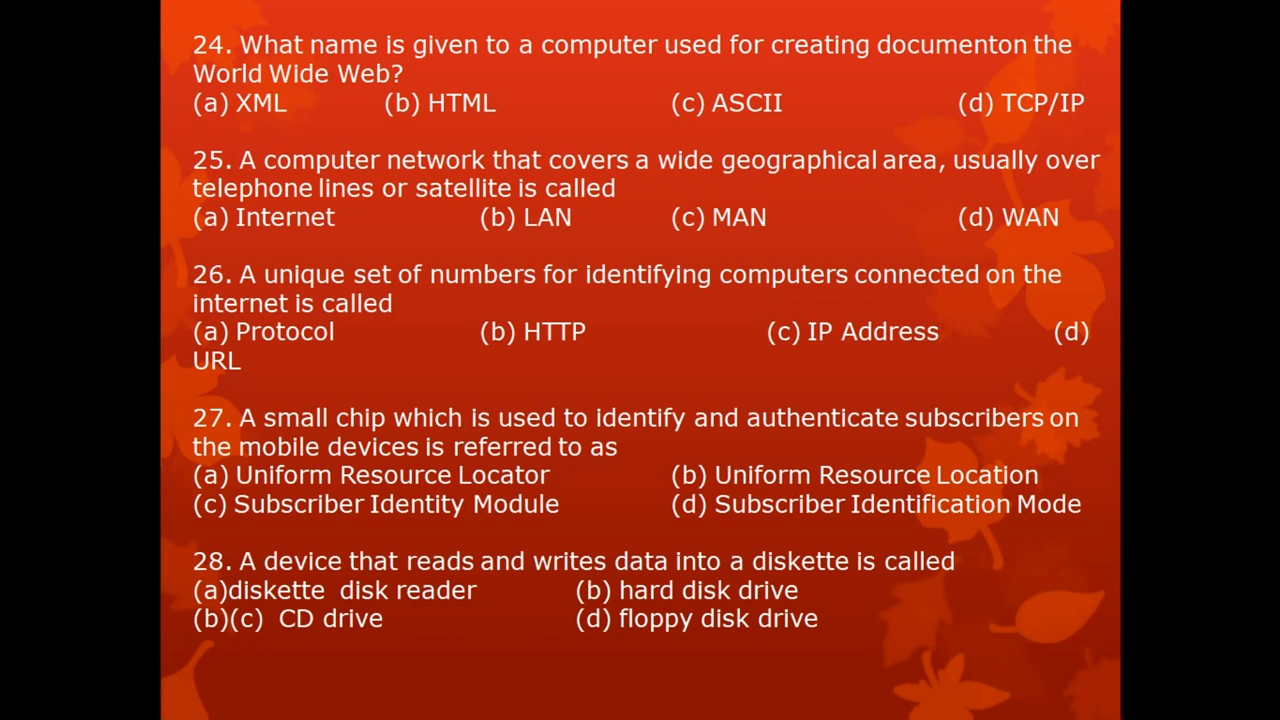 24. What name is given to a computer used for creating documenton the
World Wide Web?
(a) XML (b) HTML (c) ASCII (d) TCP/IP
25. A computer network that covers a wide geographical area, usually over
telephone lines or satellite is called
(a) Internet (b) LAN (c) MAN (d) WAN
26. A unique set of numbers for identifying computers connected on the
internet is called
(a) Protocol (b) HTTP (c) IP Address (d)
URL
27. A small chip which is used to identify and authenticate subscribers on
the mobile devices is referred to as
(a) Uniform Resource Locator (b) Uniform Resource Location
(c) Subscriber Identity Module (d) Subscriber Identification Mode
28. A device that reads and writes data into a diskette is called
(a)diskette disk reader (b) hard disk drive
(b)(c) CD drive (d) floppy disk drive